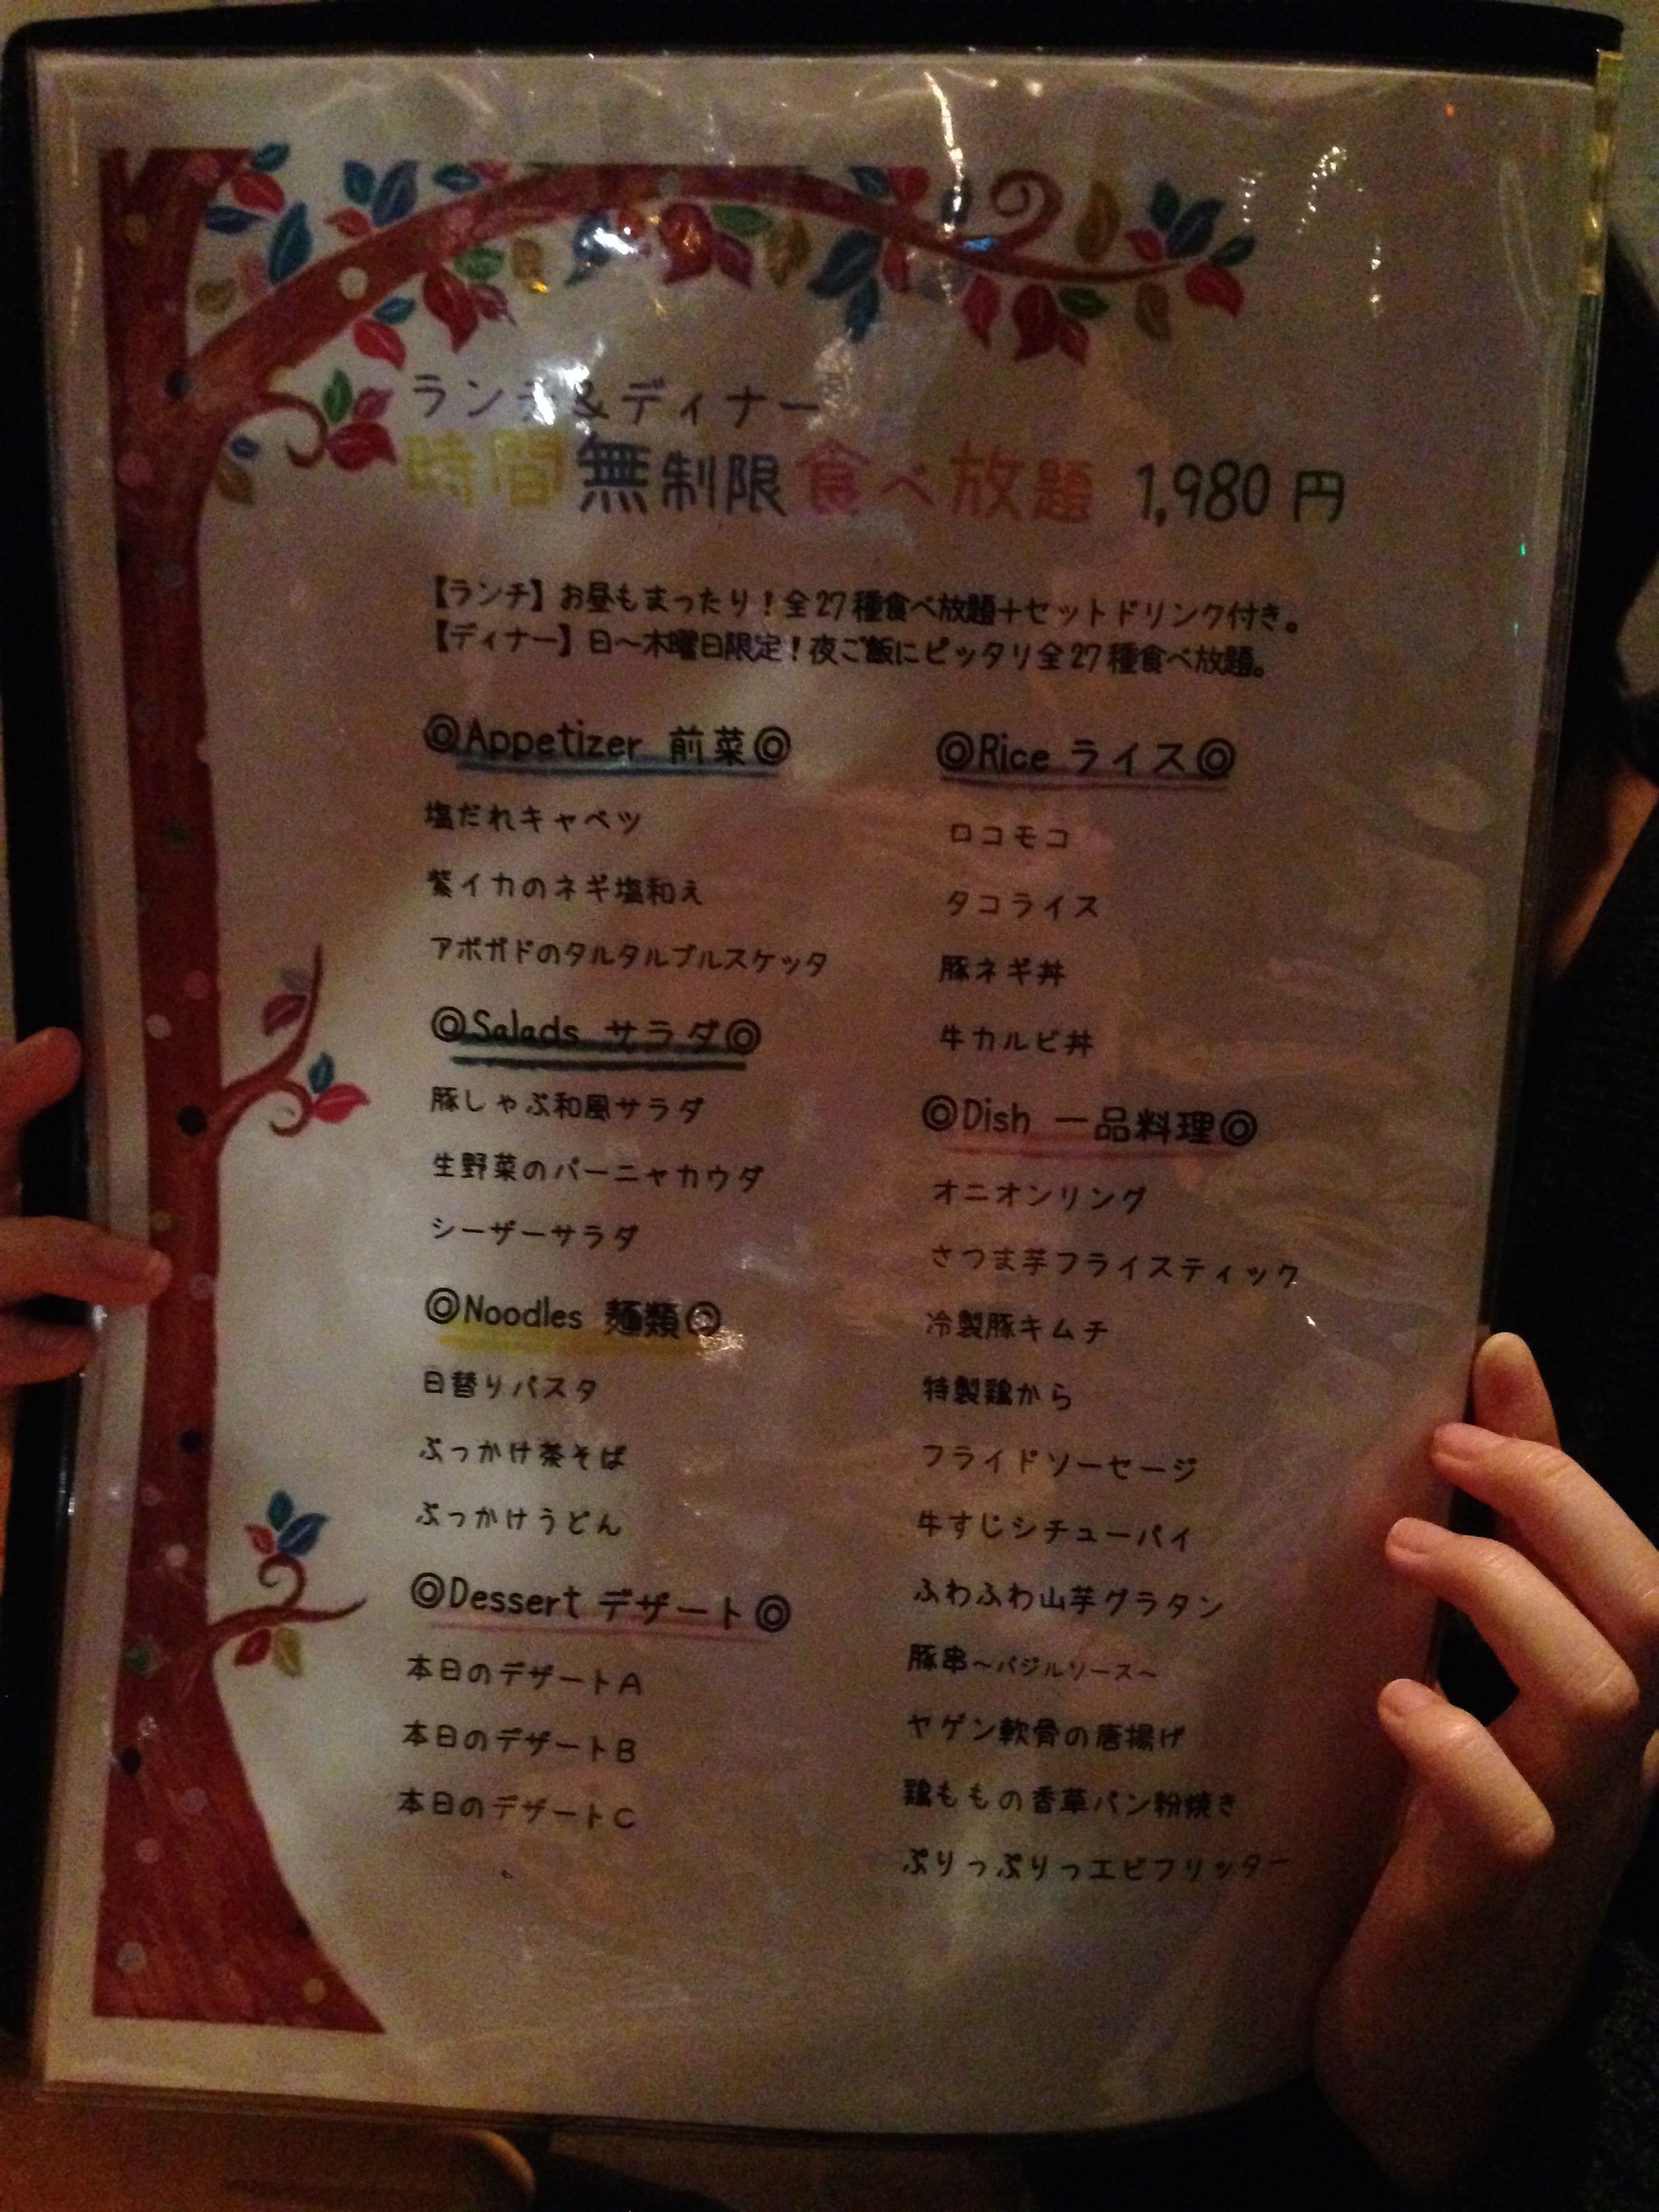 ランチ&ディナー
時間無制限食べ放題 1,980円
【ランチ】お昼もまったり!全27種食べ放題+セットドリンク付き。
【ディナー】日~木曜日限定!夜ご飯にピッタリ全27種食べ放題。
◎Appetizer 前菜◎
塩だれキャベツ
紫イカのネギ塩和え
アボガドのタルタルブルスケッタ
◎Salads サラダ◎
豚しゃぶ和風サラダ
生野菜のバーニャカウダ
シーザーサラダ
◎Noodles 麺類◎
日替りパスタ
ぶっかけ茶そば
ぶっかけうどん
◎Dessert デザート◎
本日のデザートA
本日のデザートB
本日のデザートC
◎Rice ライス◎
ロコモコ
タコライス
豚ネギ丼
牛カルビ丼
◎Dish 一品料理◎
オニオンリング
さつま芋フライスティック
冷製豚キムチ
特製鶏から
フライドソーセージ
牛すじシチューパイ
ふわふわ山芋グラタン
豚串~バジルソース~
ヤゲン軟骨の唐揚げ
鶏ももの香草パン粉焼き
ぷりっぷりっエビフリッター